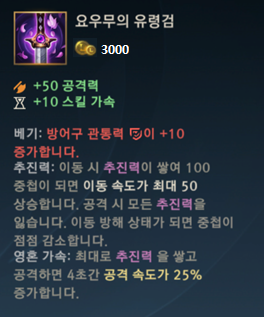 요우무의 유령검
3000
+50 공격력
+10 스킬 가속
베기: 방어구 관통력 이 +10
증가합니다.
추진력: 이동 시 추진력이 쌓여 100
중첩이 되면 이동 속도가 최대 50
상승합니다. 공격 시 모든 추진력을
잃습니다. 이동 방해 상태가 되면 중첩이
점점 감소합니다.
영혼 가속: 최대로 추진력 을 쌓고
공격하면 4초간 공격 속도가 25%
증가합니다.